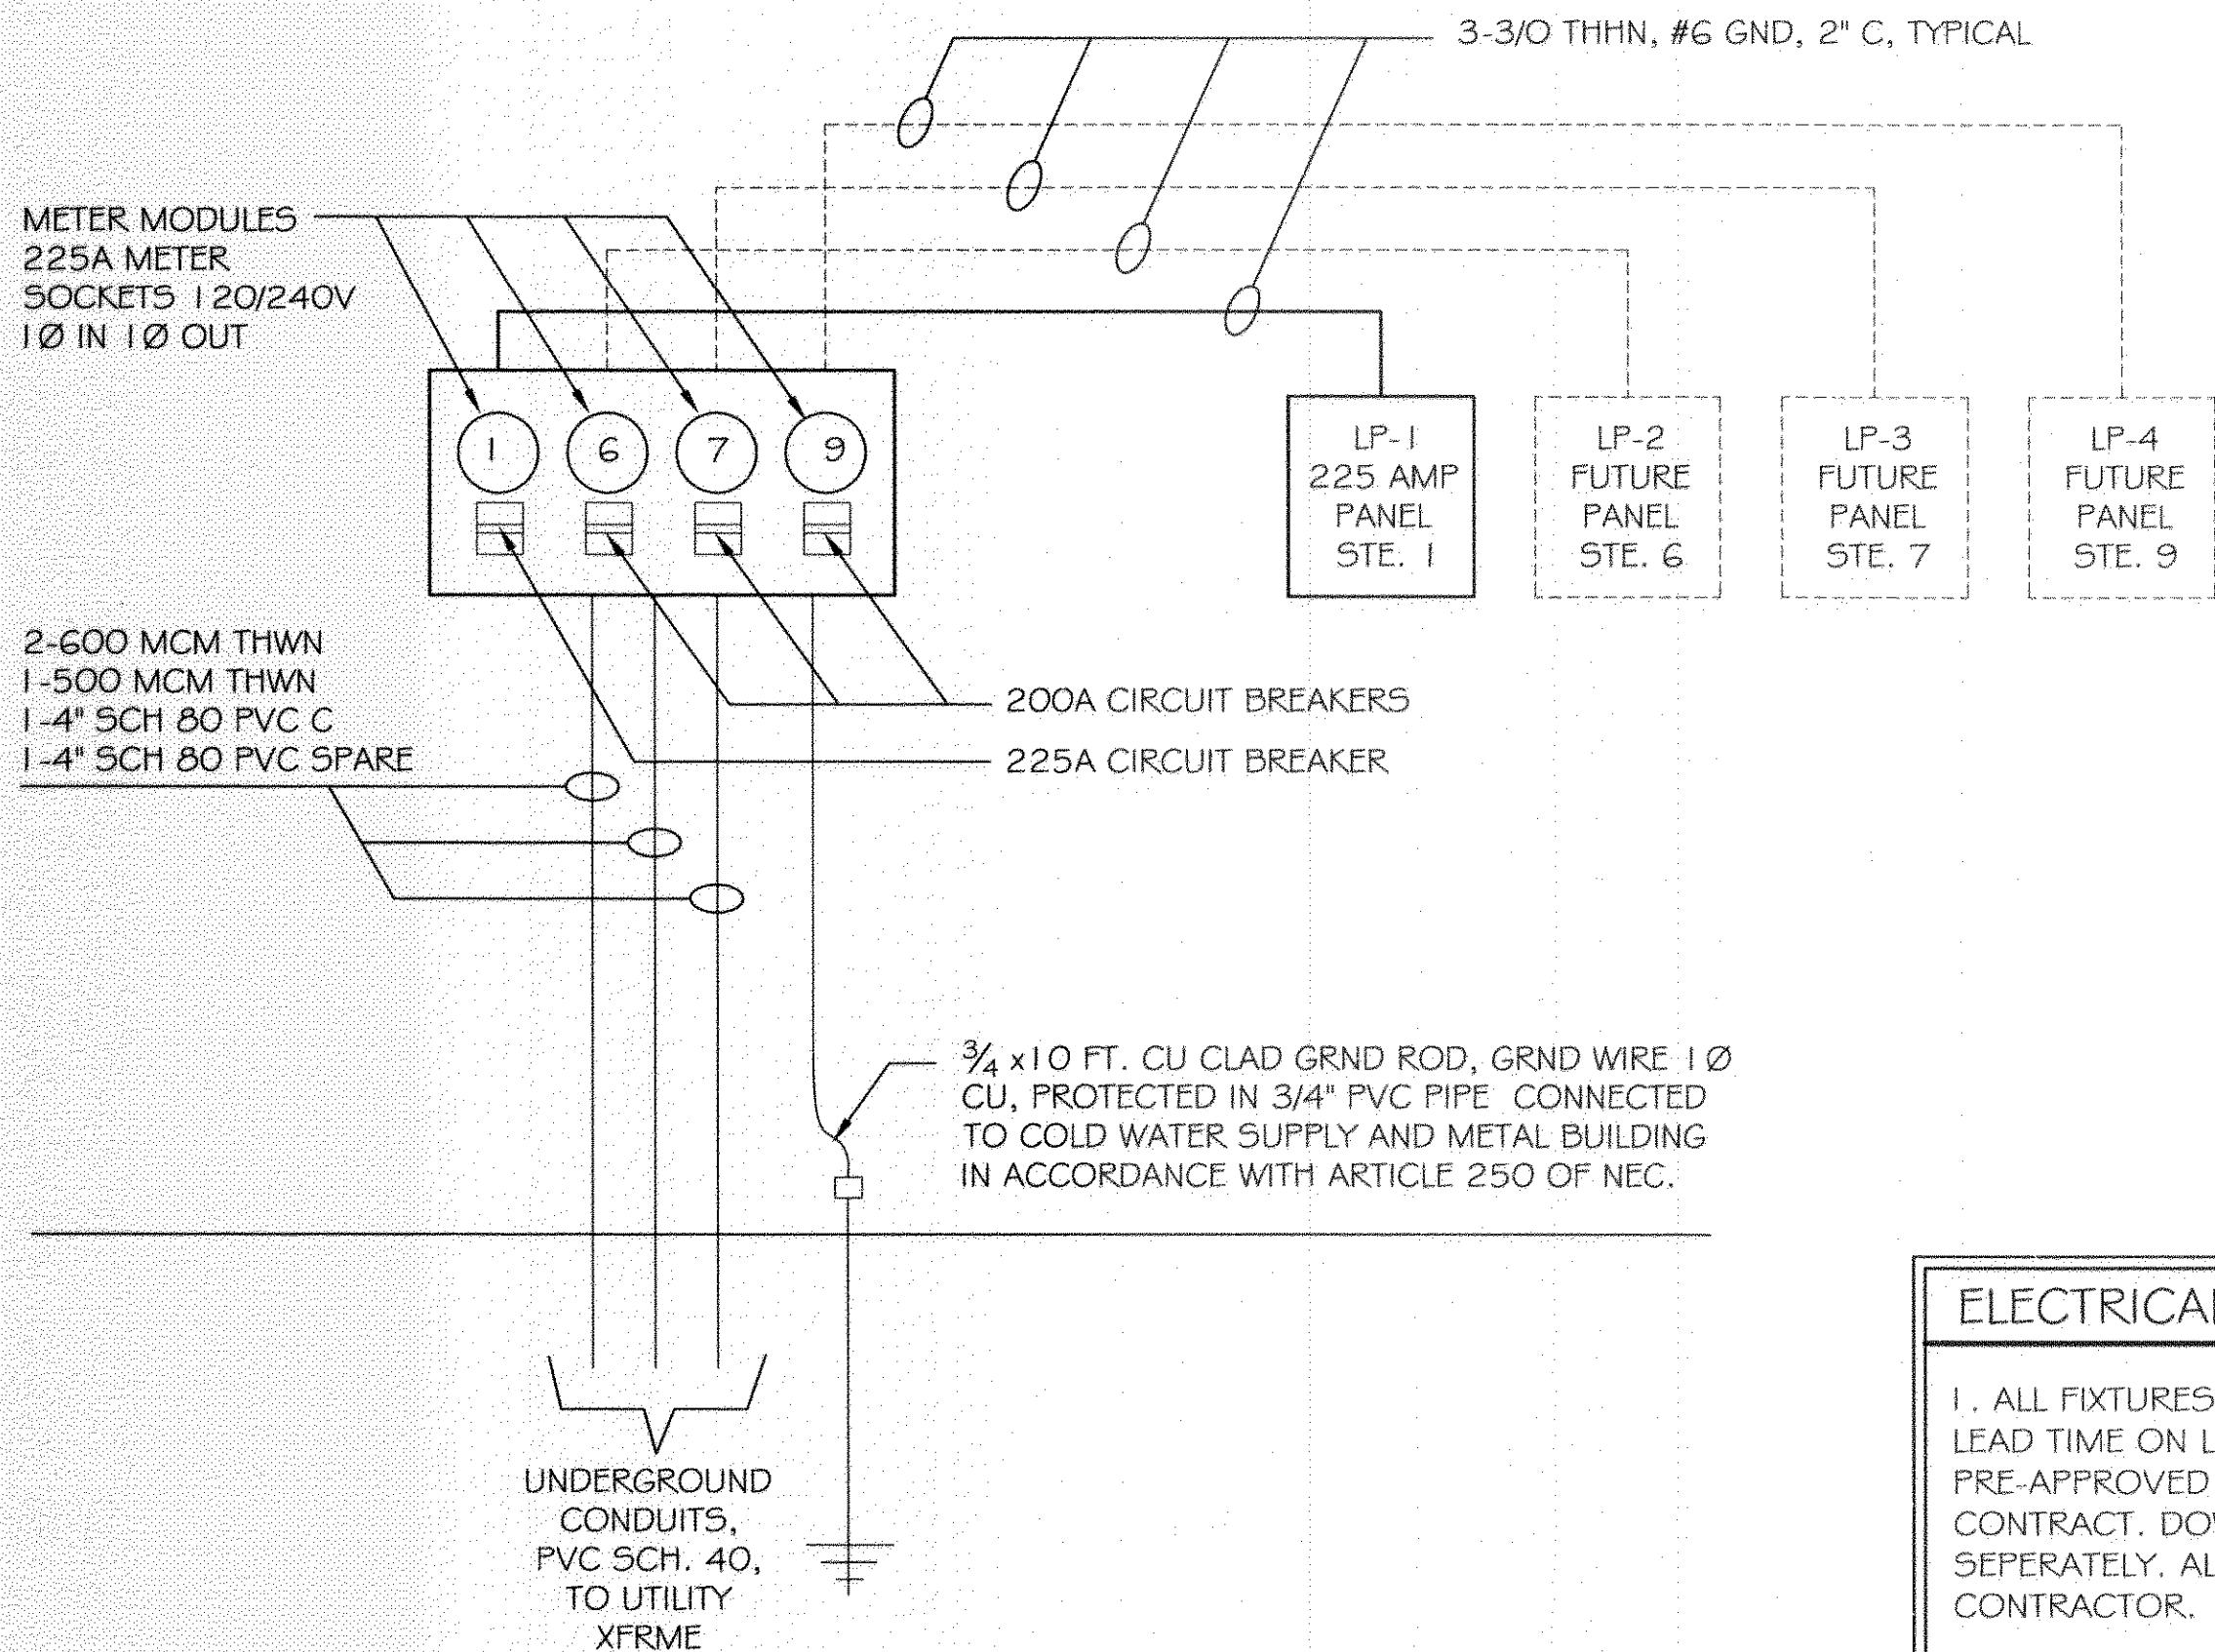 3-3/0 THHN, #6 GND, 2" C, TYPICAL
METER MODULES
225A METER
SOCKETS 120/240V
1Ø IN 1Ø OUT
1
6
7
9
LP-1
225 AMP
PANEL
STE. 1
LP-2
FUTURE
PANEL
STE. 6
LP-3
FUTURE
PANEL
STE. 7
LP-4
FUTURE
PANEL
STE. 9
2-600 MCM THWN
1-500 MCM THWN
1-4" SCH 80 PVC C
1-4" SCH 80 PVC SPARE
200A CIRCUIT BREAKERS
225A CIRCUIT BREAKER
¾ x10 FT. CU CLAD GRND ROD, GRND WIRE 1Ø
CU, PROTECTED IN 3/4" PVC PIPE CONNECTED
TO COLD WATER SUPPLY AND METAL BUILDING
IN ACCORDANCE WITH ARTICLE 250 OF NEC.
UNDERGROUND
CONDUITS,
PVC SCH. 40,
TO UTILITY
XFRME
ELECTRICAL
1. ALL FIXTURES
LEAD TIME ON L
PRE-APPROVED
CONTRACT. DO
SEPERATELY. AL
CONTRACTOR.